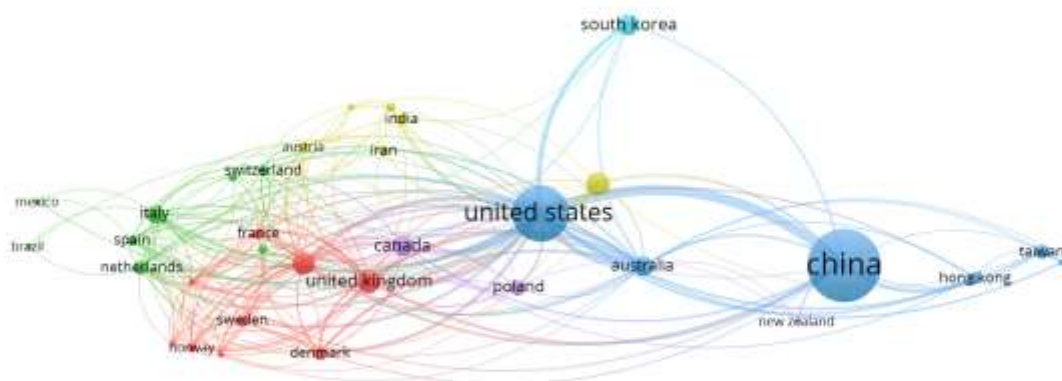 south korea
india
austria
iran
switzerland
mexico
italy
united states
spain
france
brazil
canada
netherlands
australia
china
taiwan
united kingdom
poland
hong kong
sweden
new zealand
norway
denmark